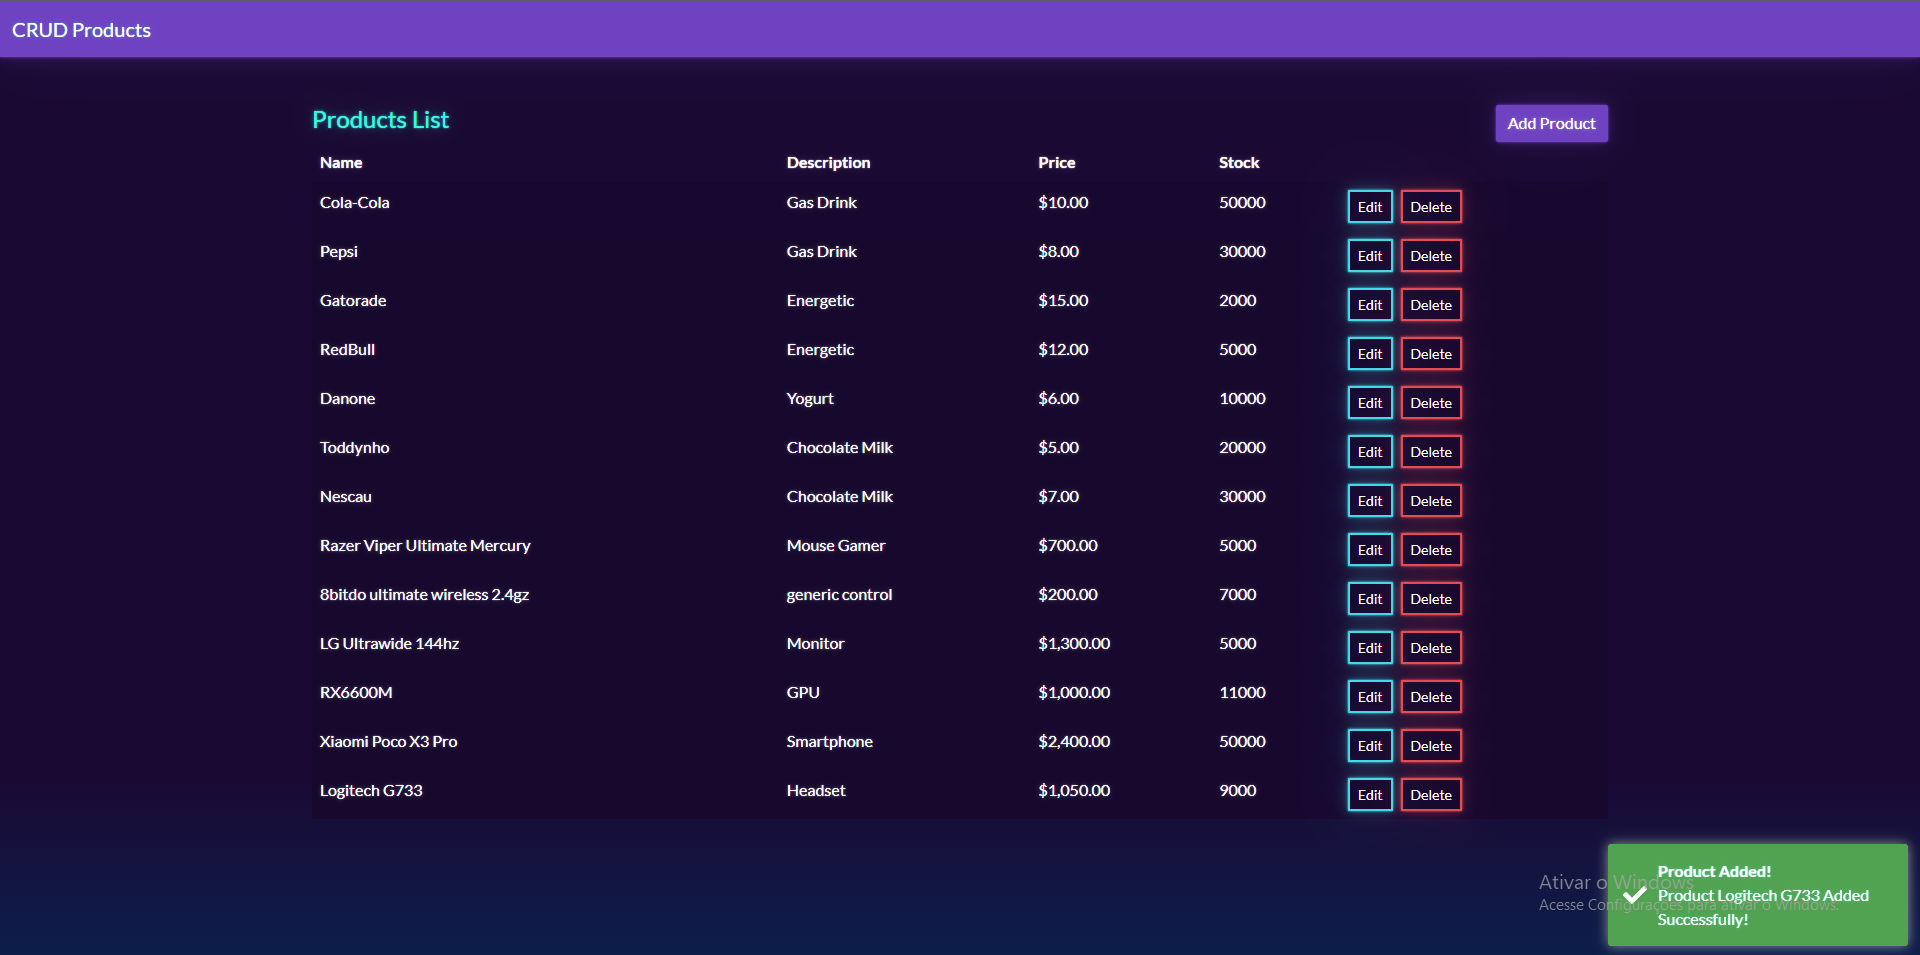 CRUD Products
Products List
Add Product
Name Description Price Stock
Cola-Cola Gas Drink $10.00 50000 Edit Delete
Pepsi Gas Drink $8.00 30000 Edit Delete
Gatorade Energetic $15.00 2000 Edit Delete
RedBull Energetic $12.00 5000 Edit Delete
Danone Yogurt $6.00 10000 Edit Delete
Toddynho Chocolate Milk $5.00 20000 Edit Delete
Nescau Chocolate Milk $7.00 30000 Edit Delete
Razer Viper Ultimate Mercury Mouse Gamer $700.00 5000 Edit Delete
8bitdo ultimate wireless 2.4gz generic control $200.00 7000 Edit Delete
LG Ultrawide 144hz Monitor $1,300.00 5000 Edit Delete
RX6600M GPU $1,000.00 11000 Edit Delete
Xiaomi Poco X3 Pro Smartphone $2,400.00 50000 Edit Delete
Logitech G733 Headset $1,050.00 9000 Edit Delete
Ativar o Windows
Acesse Configurações para ativar o Windows.
Product Added!
Product Logitech G733 Added
Successfully!